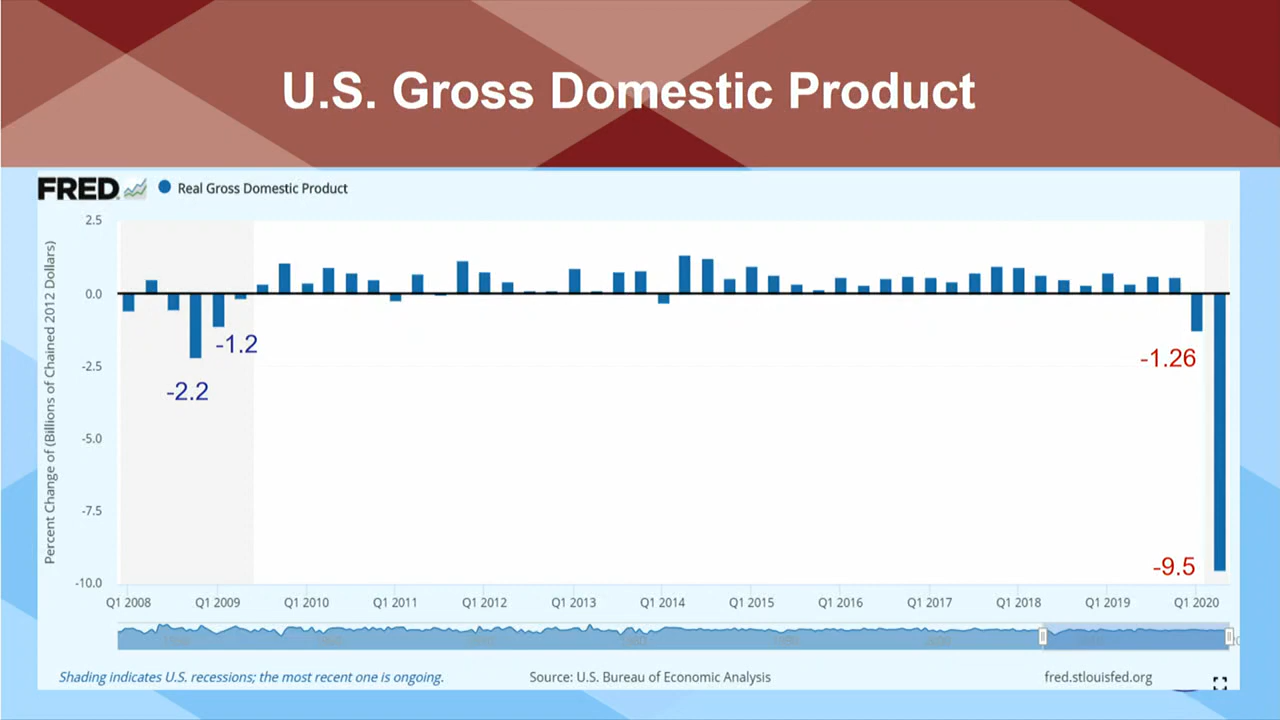 U.S. Gross Domestic Product
FRED Real Gross Domestic Product
Percent Change of (Billions of Chained 2012 Dollars)
2.5
0.0
-2.5
-5.0
-7.5
-10.0
-1.2
-2.2
-1.26
-9.5
Q1 2008 Q1 2009 Q1 2010 Q1 2011 Q1 2012 Q1 2013 Q1 2014 Q1 2015 Q1 2016 Q1 2017 Q1 2018 Q1 2019 Q1 2020
Shading indicates U.S. recessions; the most recent one is ongoing. Source: U.S. Bureau of Economic Analysis fred.stlouisfed.org